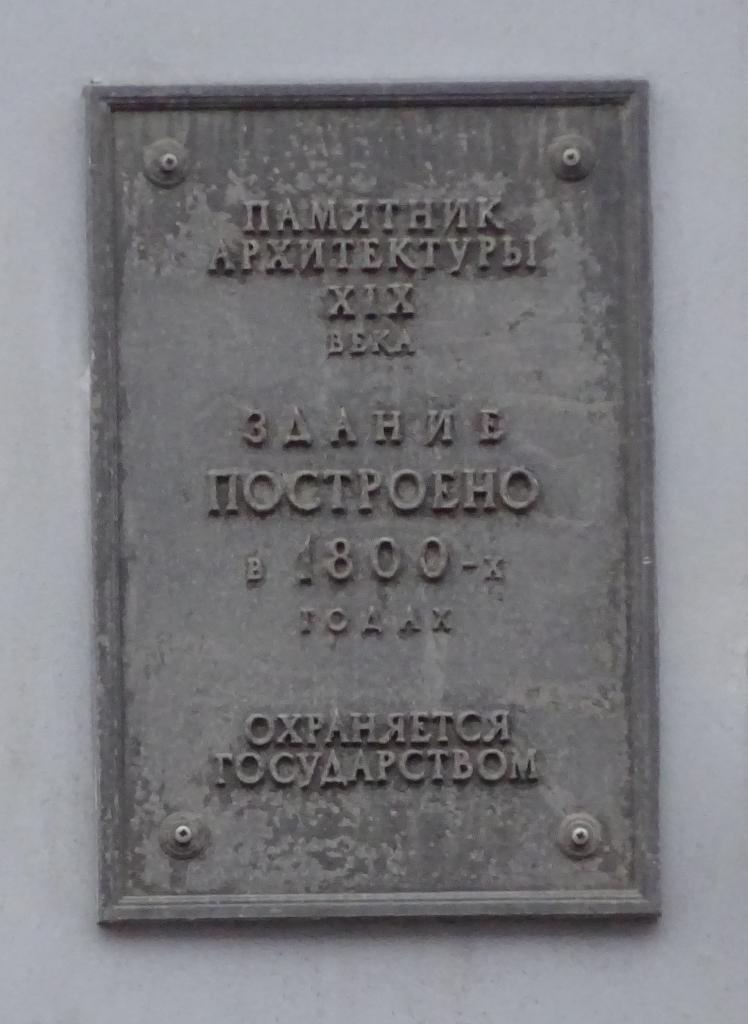 ПАМЯТНИК
АРХИТЕКТУРЫ
XIX
ВЕКА
ЗДАНИЕ
ПОСТРОЕНО
В 1800-Х
ГОДАХ
ОХРАНЯЕТСЯ
ГОСУДАРСТВОМ